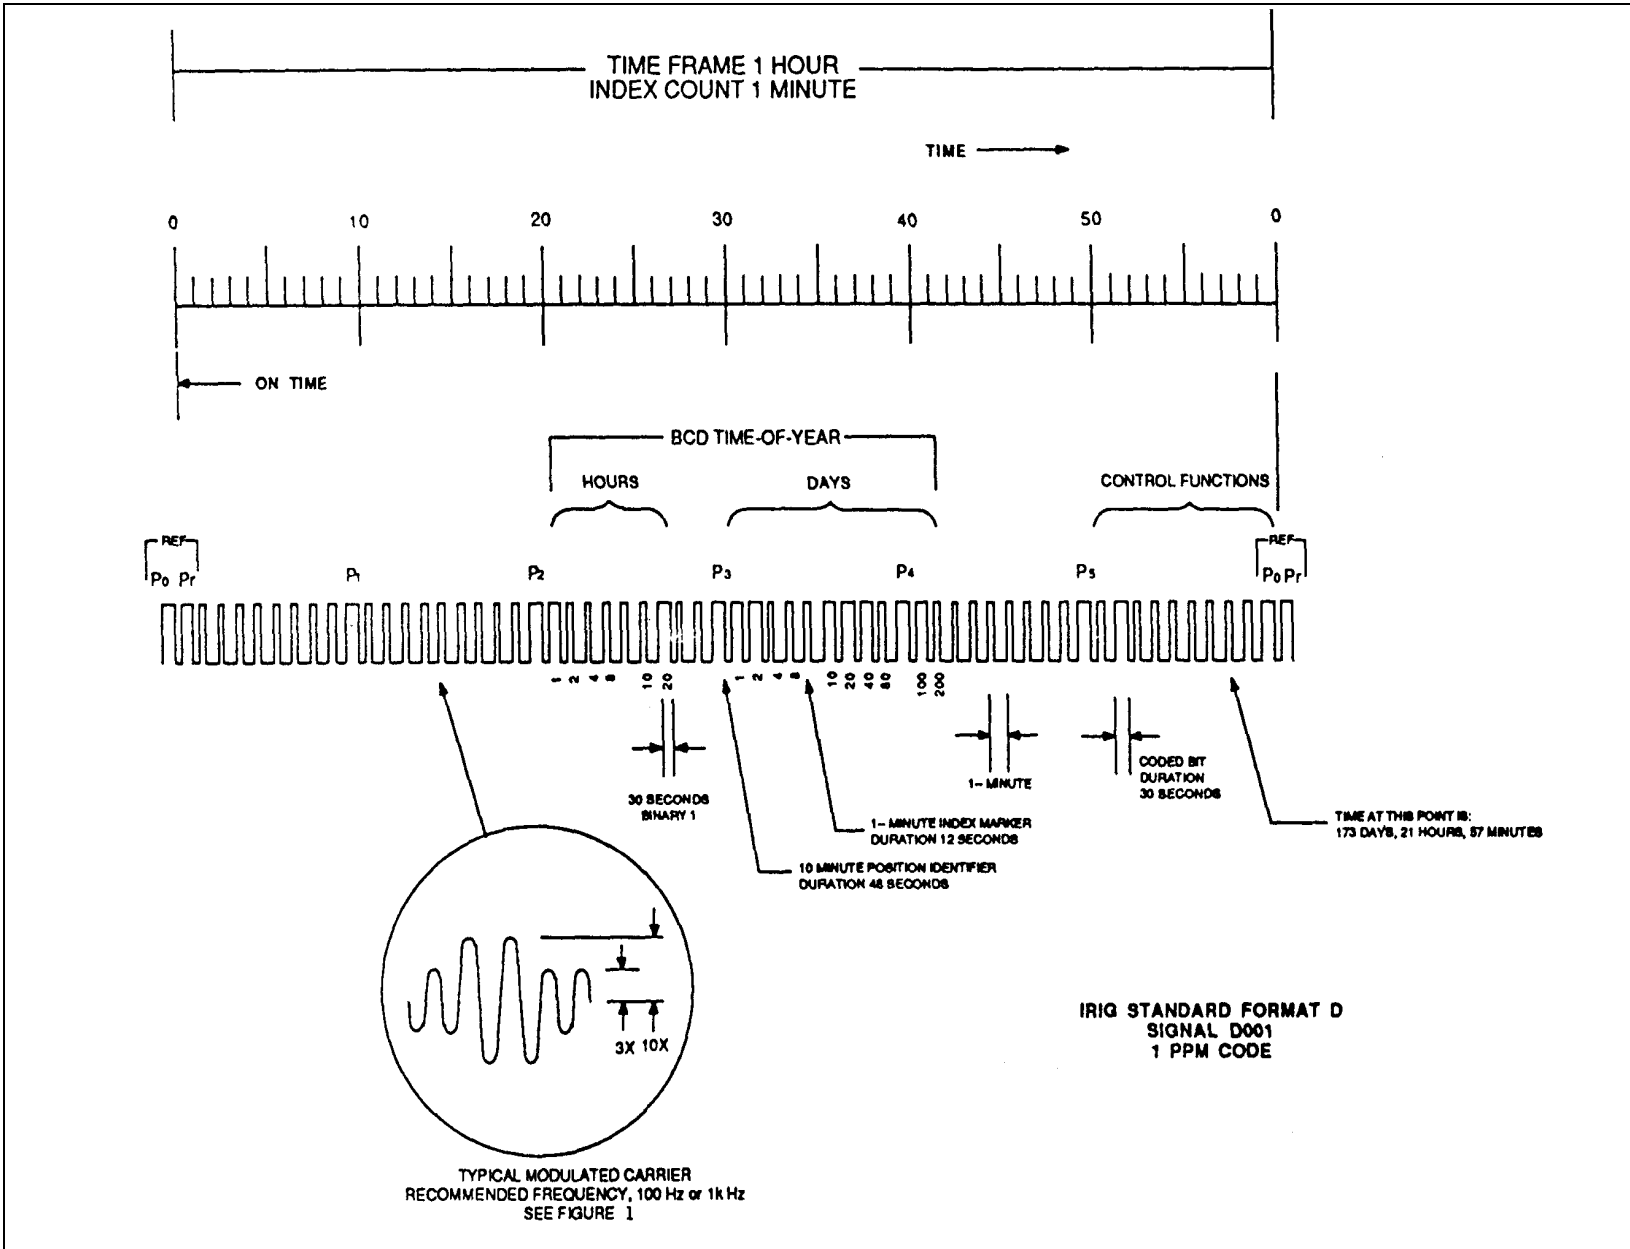 TIME FRAME 1 HOUR
INDEX COUNT 1 MINUTE
TIME
0 10 20 30 40 50 0
ON TIME
BCD TIME-OF-YEAR
HOURS DAYS CONTROL FUNCTIONS
REF REF
P0 Pr P1 P2 P3 P4 P5 P0 Pr
1 2 4 8 10 20 1 2 4 8 10 20 40 80 100 200
30 SECONDS
BINARY 1
1- MINUTE
CODED BIT
DURATION
30 SECONDS
1- MINUTE INDEX MARKER
DURATION 12 SECONDS
10 MINUTE POSITION IDENTIFIER
DURATION 48 SECONDS
TIME AT THIS POINT IS:
173 DAYS, 21 HOURS, 57 MINUTES
3X 10X
IRIG STANDARD FORMAT D
SIGNAL D001
1 PPM CODE
TYPICAL MODULATED CARRIER
RECOMMENDED FREQUENCY, 100 Hz or 1k Hz
SEE FIGURE 1